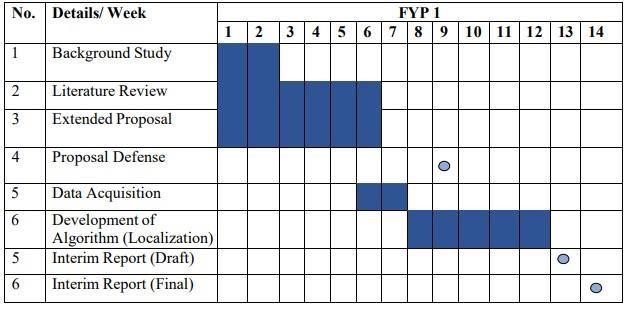 No. Details/ Week FYP 1
1 2 3 4 5 6 7 8 9 10 11 12 13 14
1 Background Study
2 Literature Review
3 Extended Proposal
4 Proposal Defense
5 Data Acquisition
6 Development of
Algorithm (Localization)
5 Interim Report (Draft)
6 Interim Report (Final)